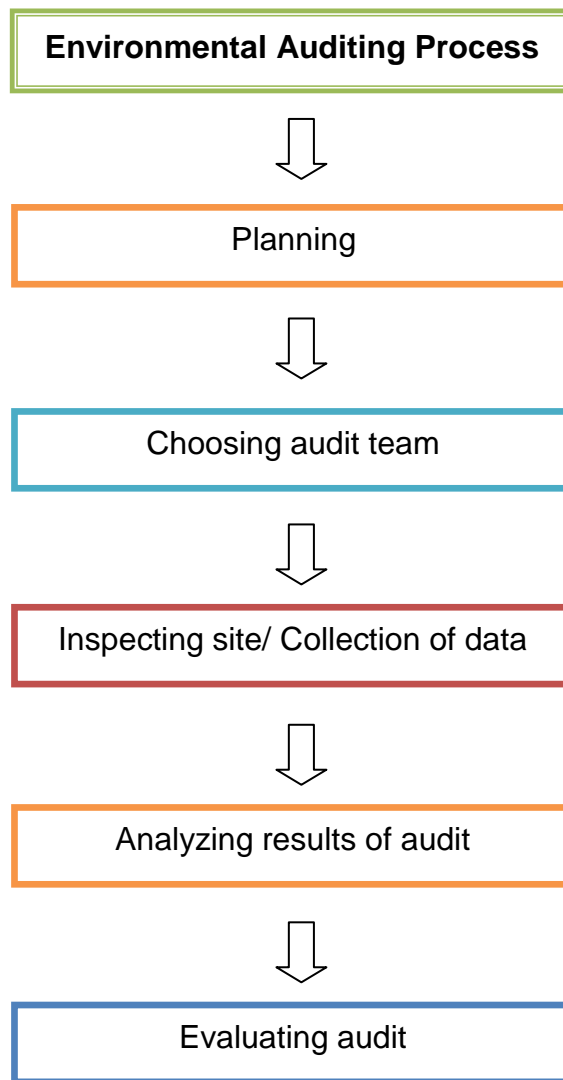 Environmental Auditing Process
Planning
Choosing audit team
Inspecting site/ Collection of data
Analyzing results of audit
Evaluating audit